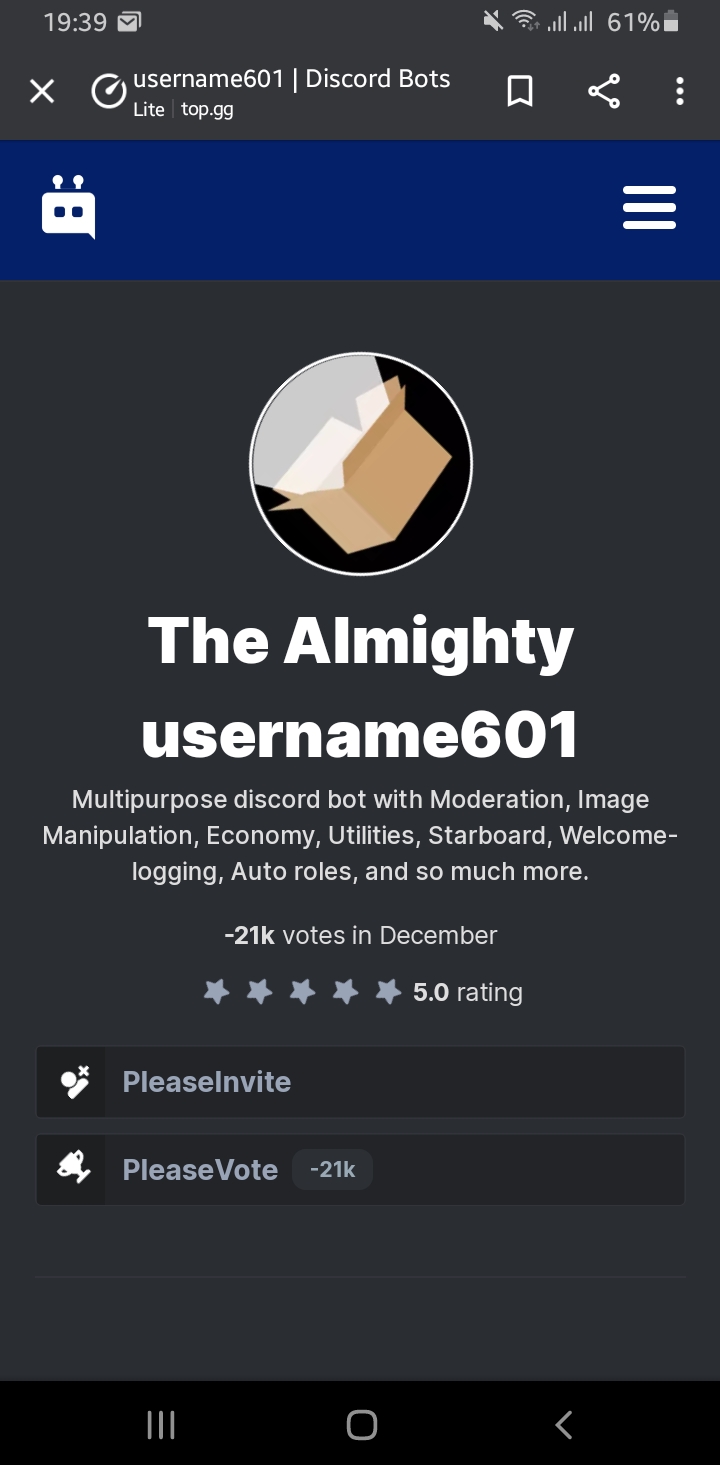 19:39
61%
username601 | Discord Bots
Lite | top.gg
The Almighty
username601
Multipurpose discord bot with Moderation, Image
Manipulation, Economy, Utilities, Starboard, Welcome-
logging, Auto roles, and so much more.
-21k votes in December
5.0 rating
PleaseInvite
PleaseVote -21k